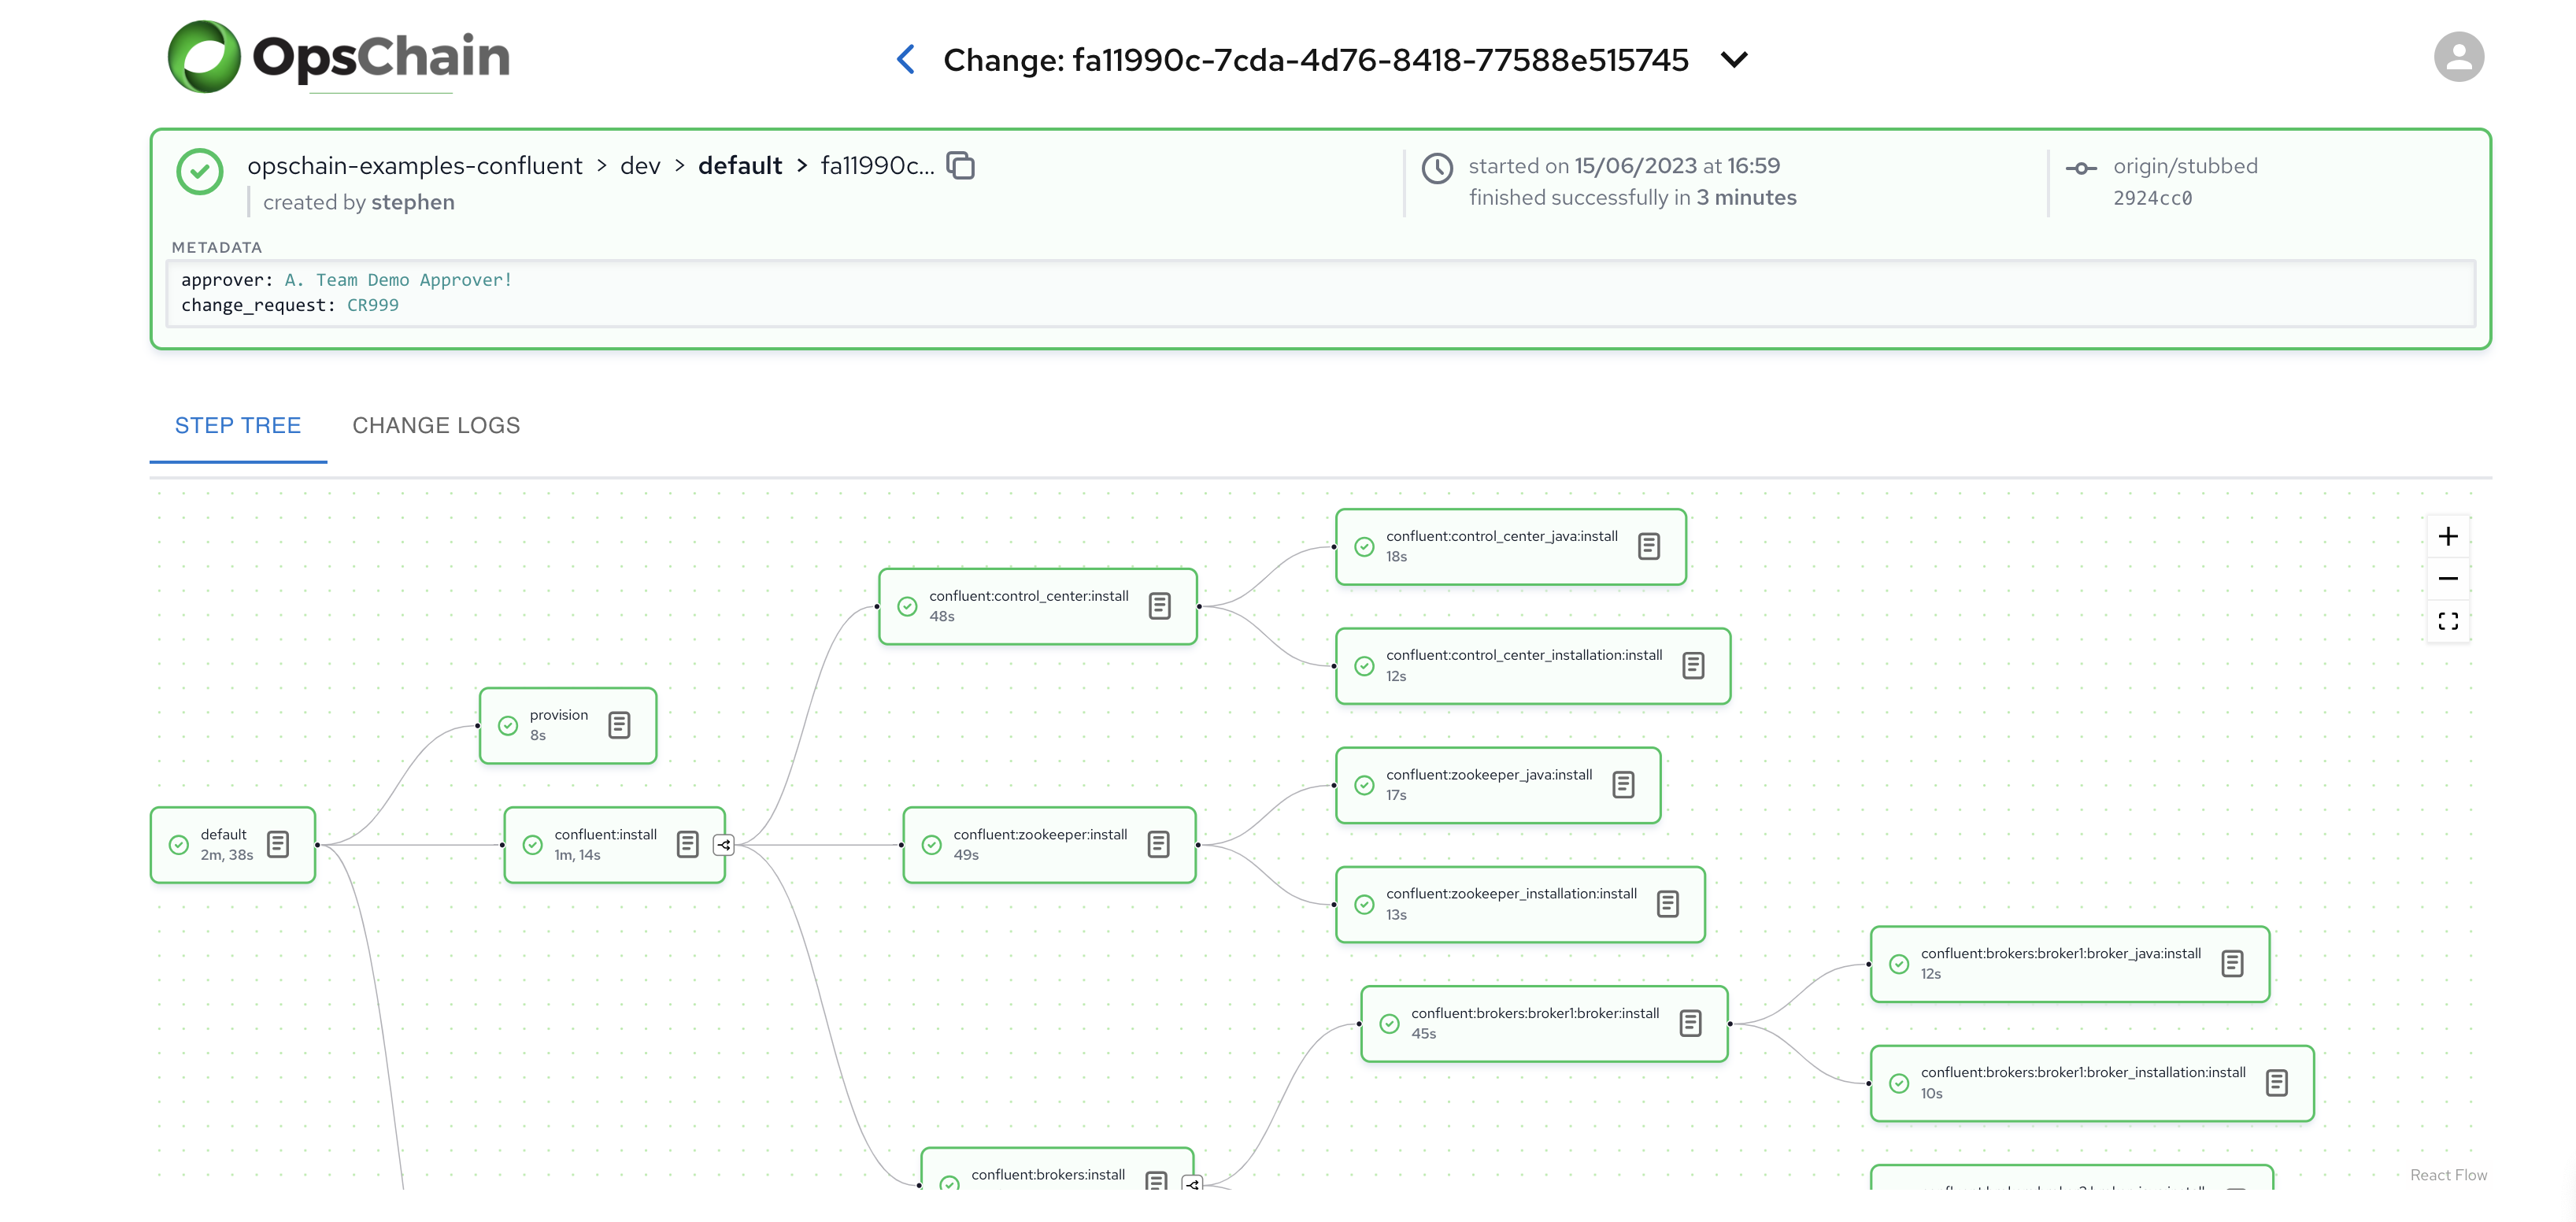 OpsChain
Change: fa11990c-7cda-4d76-8418-77588e515745
opschain-examples-confluent > dev > default > fa11990c...
created by stephen
started on 15/06/2023 at 16:59
finished successfully in 3 minutes
origin/stubbed
2924cc0
METADATA
approver: A. Team Demo Approver!
change_request: CR999
STEP TREE
CHANGE LOGS
default
2m, 38s
provision
8s
confluent:install
1m, 14s
confluent:control_center:install
48s
confluent:zookeeper:install
49s
confluent:brokers:install
confluent:control_center_java:install
18s
confluent:control_center_installation:install
12s
confluent:zookeeper_java:install
17s
confluent:zookeeper_installation:install
13s
confluent:brokers:broker1:broker:install
45s
confluent:brokers:broker1:broker_java:install
12s
confluent:brokers:broker1:broker_installation:install
10s
React Flow